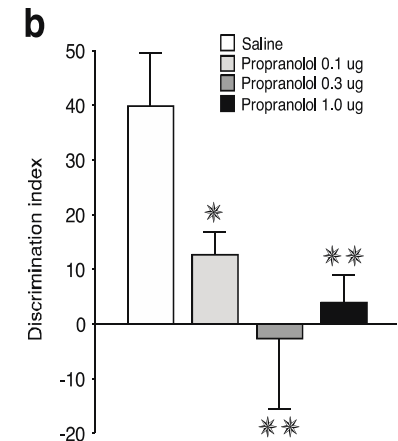 b
Saline
Propranolol 0.1 ug
Propranolol 0.3 ug
Propranolol 1.0 ug
Discrimination index
50
40
30
20
10
0
-10
-20